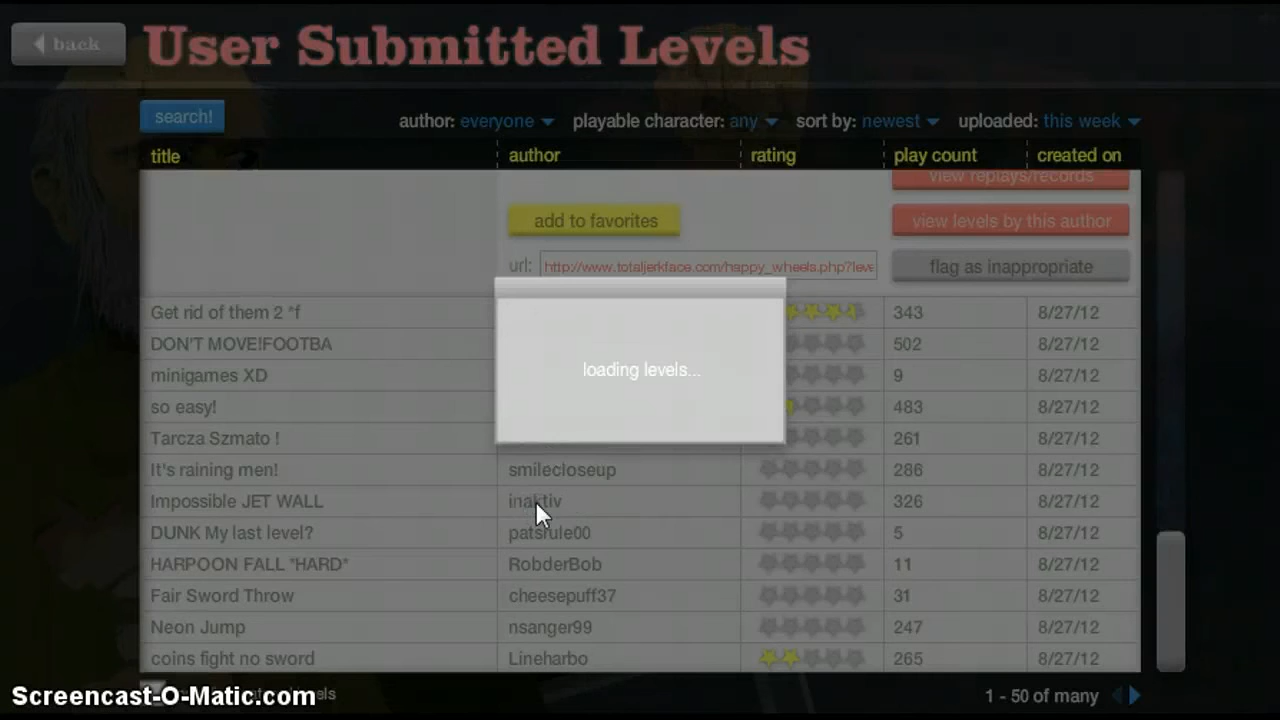 back User Submitted Levels
search! author: everyone playable character: any sort by: newest uploaded: this week
title author rating play count created on
view replays/records
add to favorites view levels by this author
url: http://www.totaljerkface.com/happy_wheels.php?leve flag as inappropriate
Get rid of them 2 *f 343 8/27/12
DON'T MOVE!FOOTBA 502 8/27/12
minigames XD 9 8/27/12
loading levels...
so easy! 483 8/27/12
Tarcza Szmato ! 261 8/27/12
It's raining men! smilecloseup 286 8/27/12
Impossible JET WALL inaktiv 326 8/27/12
DUNK My last level? patsrule00 5 8/27/12
HARPOON FALL *HARD* RobderBob 11 8/27/12
Fair Sword Throw cheesepuff37 31 8/27/12
Neon Jump nsanger99 247 8/27/12
coins fight no sword Lineharbo 265 8/27/12
Screencast-O-Matic.com 1 - 50 of many